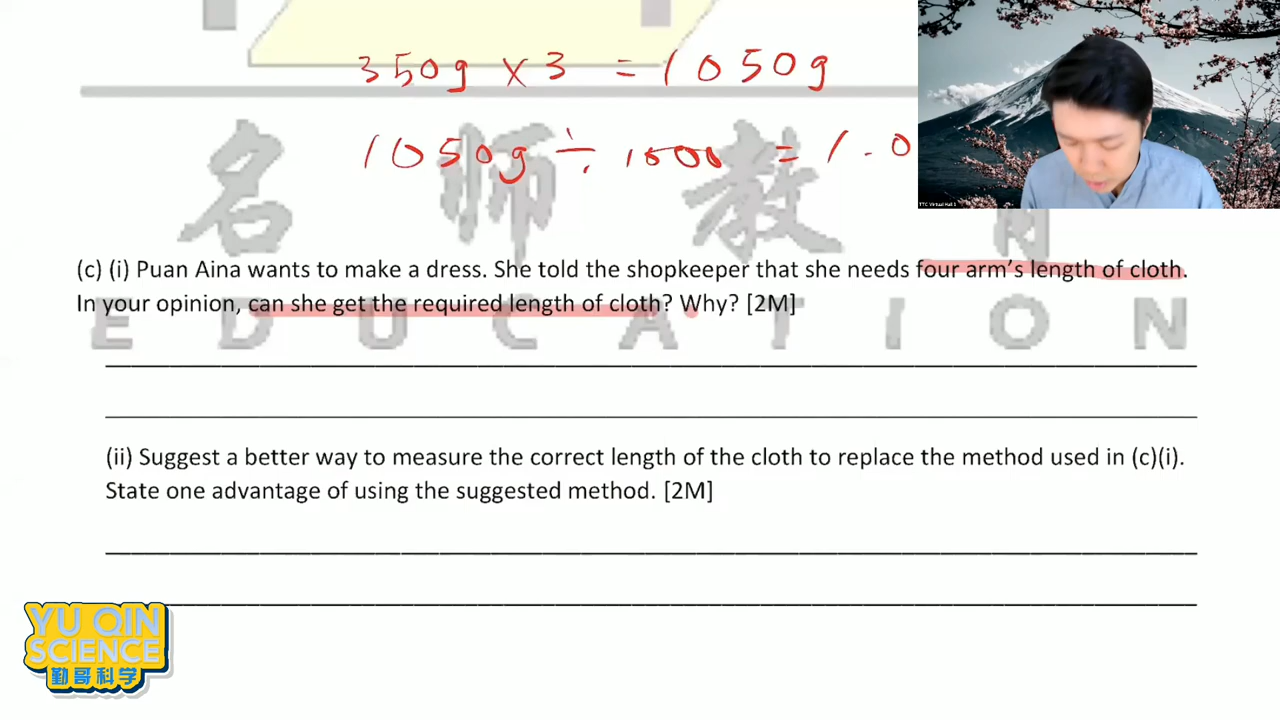 350g × 3 = 1050g
1050g ÷ 1000 = 1.0
名師教育
(c) (i) Puan Aina wants to make a dress. She told the shopkeeper that she needs four arm's length of cloth.
In your opinion, can she get the required length of cloth? Why? [2M]
EDUCATION
(ii) Suggest a better way to measure the correct length of the cloth to replace the method used in (c)(i).
State one advantage of using the suggested method. [2M]
YU QIN
SCIENCE
勤哥科学